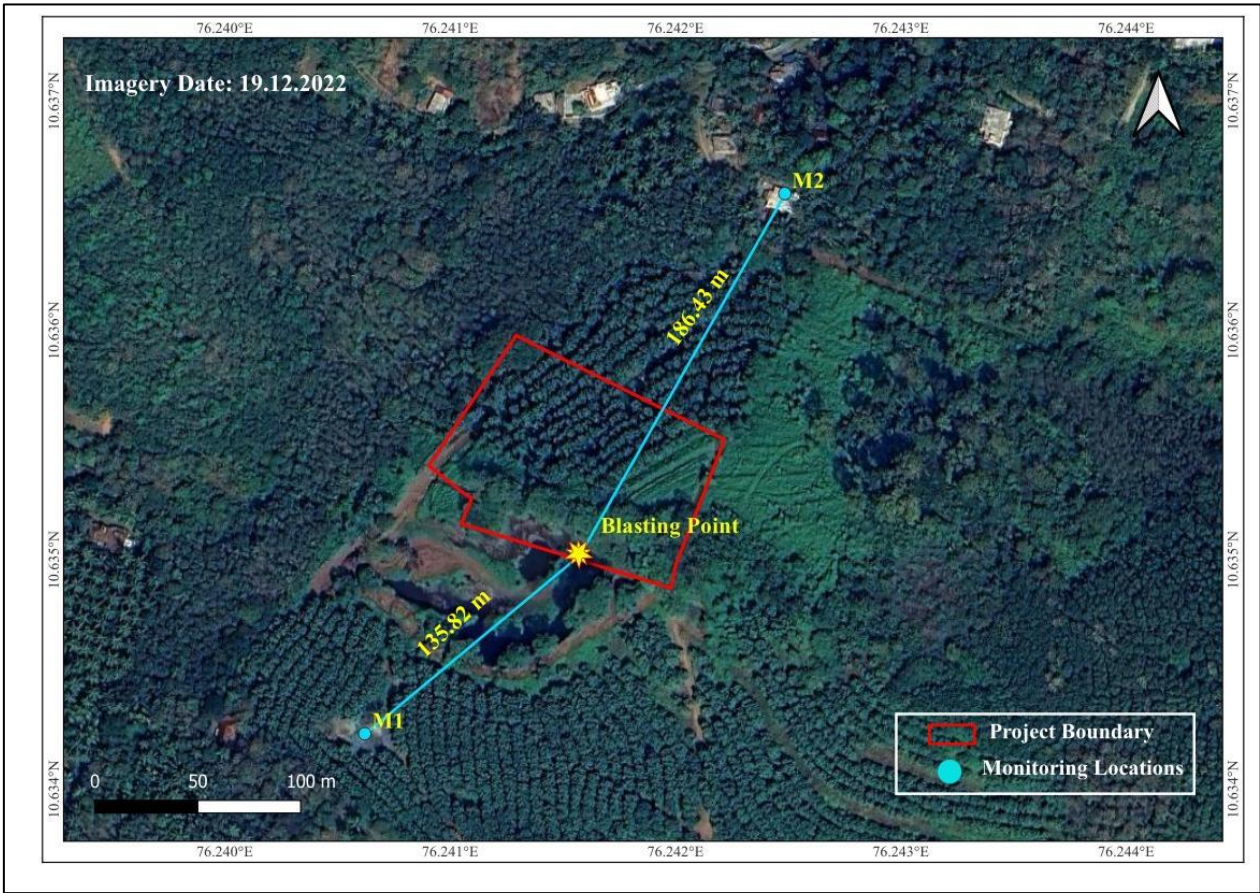 76.240°E 76.241°E 76.242°E 76.243°E 76.244°E
Imagery Date: 19.12.2022
10.637°N
10.637°N
M2
186.43 m
10.636°N
10.636°N
Blasting Point
10.635°N
10.635°N
135.82 m
M1
Project Boundary
Monitoring Locations
0 50 100 m
10.634°N
10.634°N
76.240°E 76.241°E 76.242°E 76.243°E 76.244°E